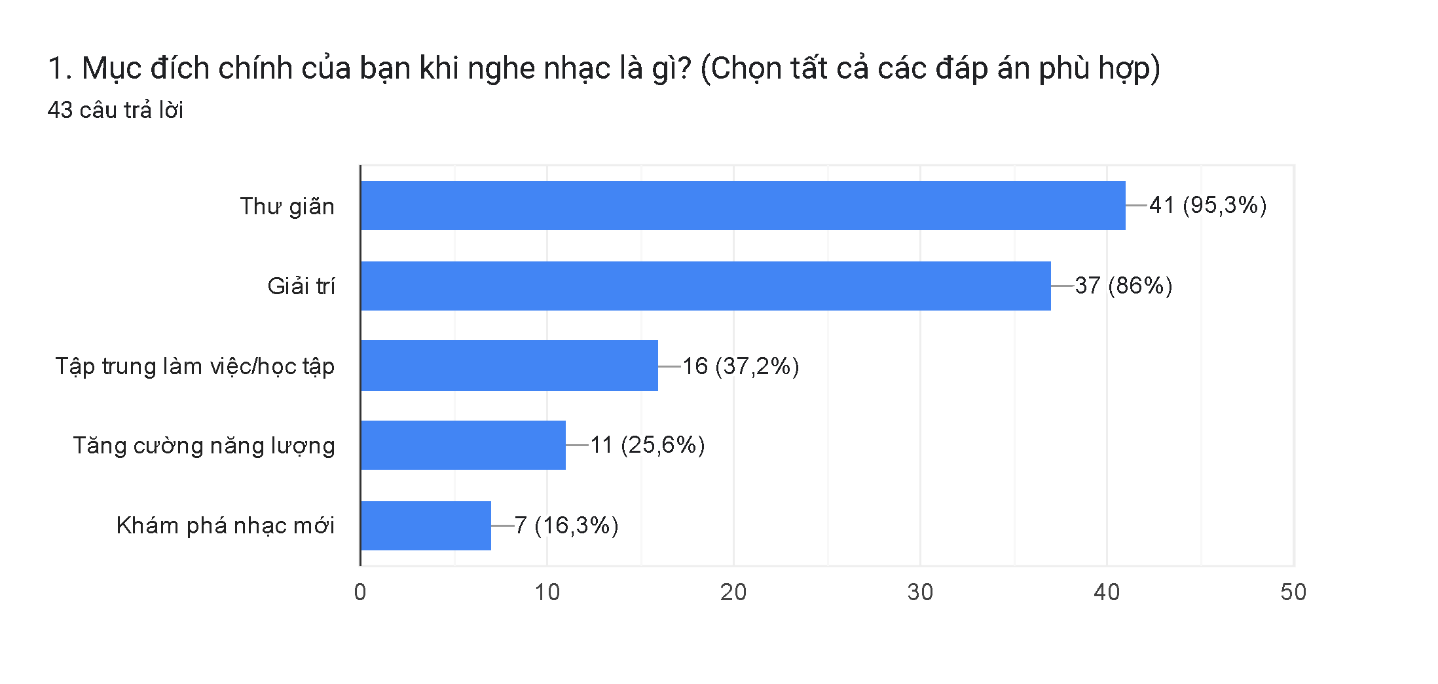 1. Mục đích chính của bạn khi nghe nhạc là gì? (Chọn tất cả các đáp án phù hợp)
43 câu trả lời
Thư giãn
41 (95,3%)
Giải trí
37 (86%)
Tập trung làm việc/học tập
16 (37,2%)
Tăng cường năng lượng
11 (25,6%)
Khám phá nhạc mới
7 (16,3%)
0 10 20 30 40 50